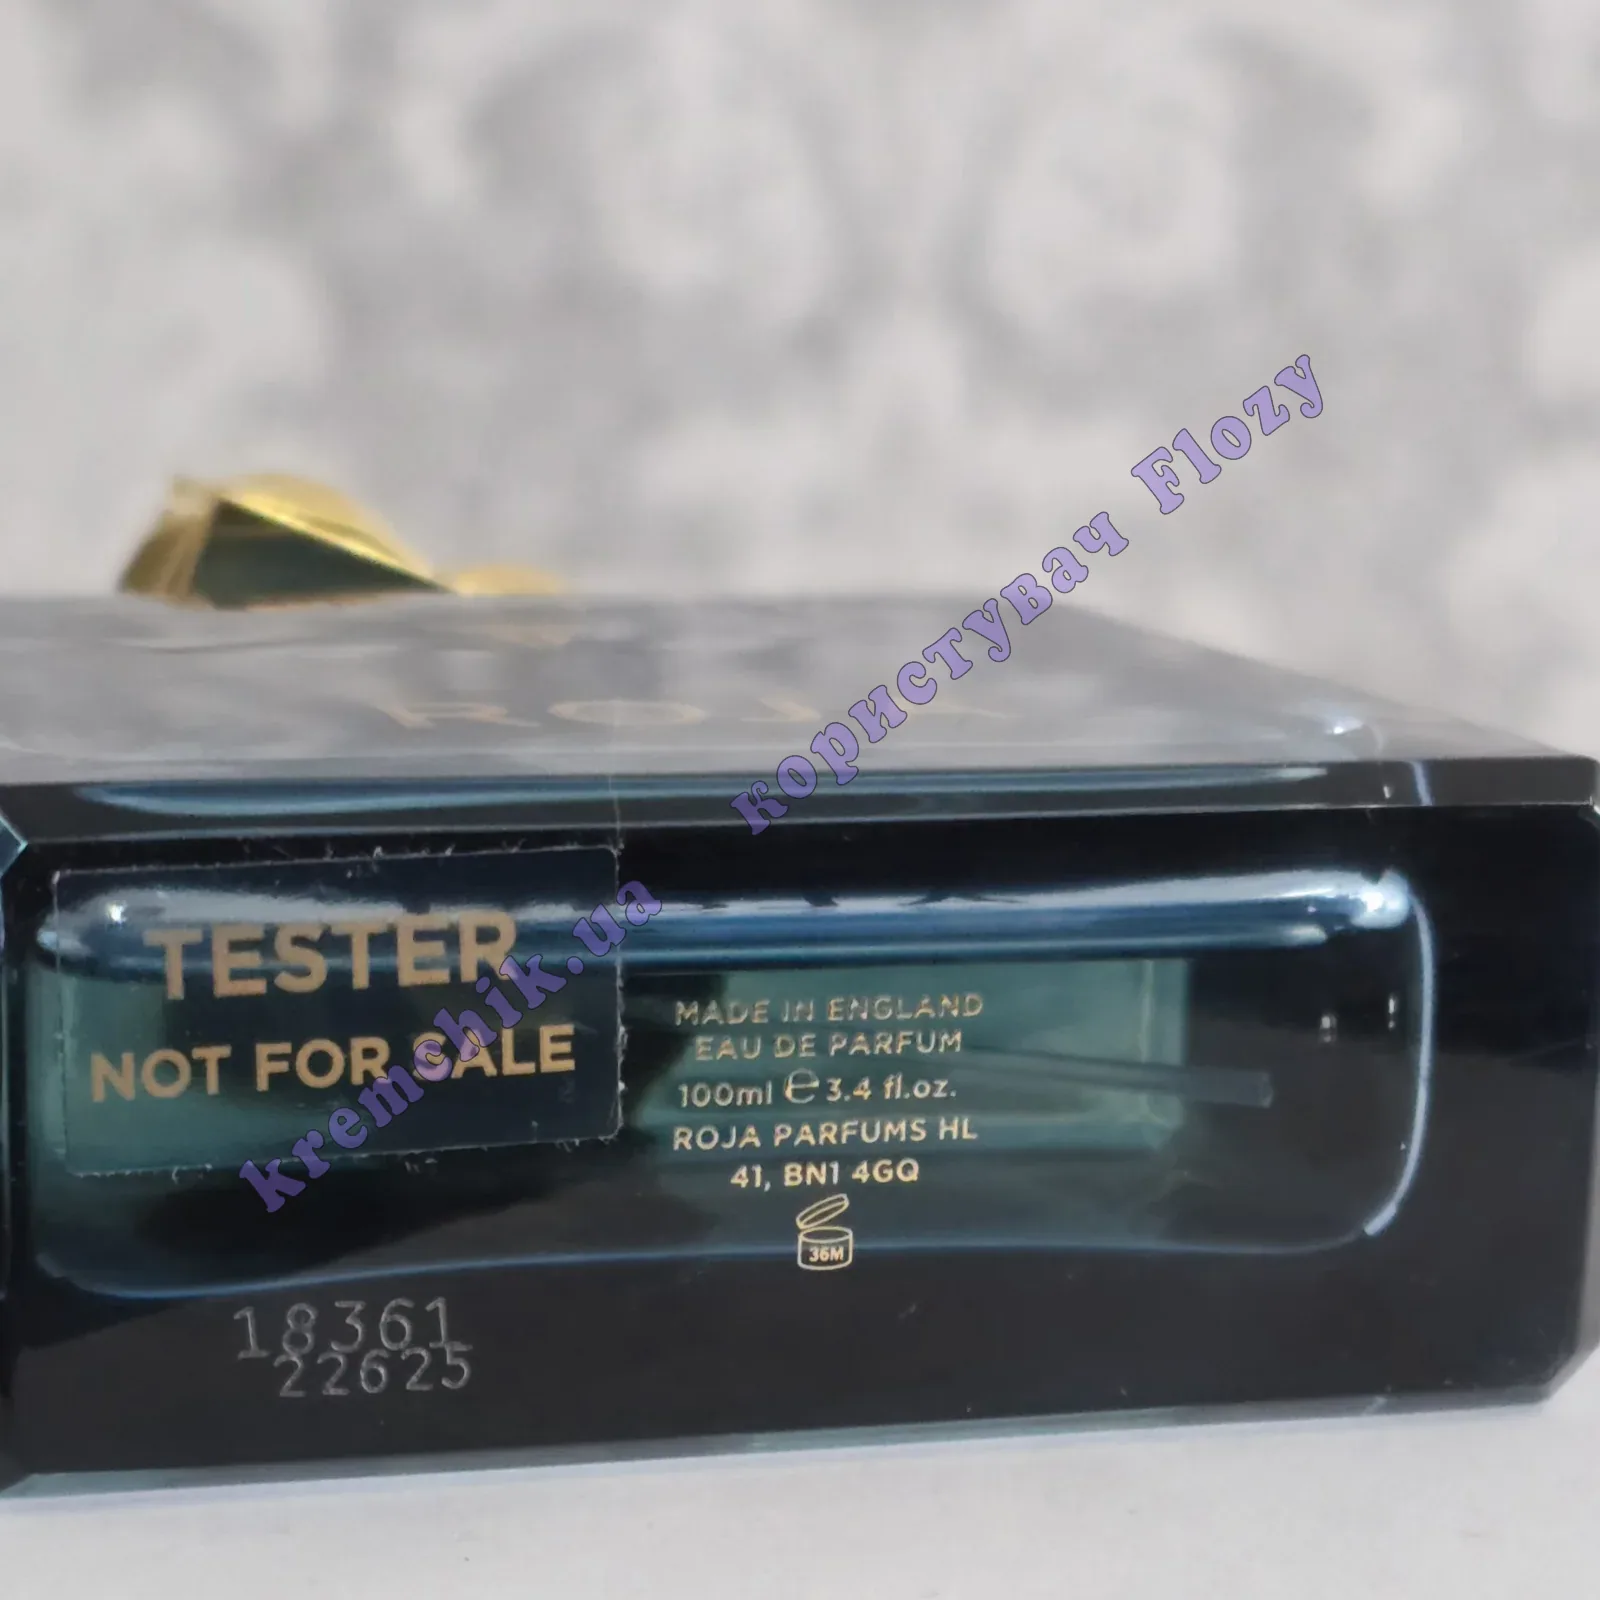 користувач Flozy
kremchik.ua
ROJA
TESTER
NOT FOR SALE
MADE IN ENGLAND
EAU DE PARFUM
100ml ℮ 3.4 fl.oz.
ROJA PARFUMS HL
41, BN1 4GQ
36M
18361
22625